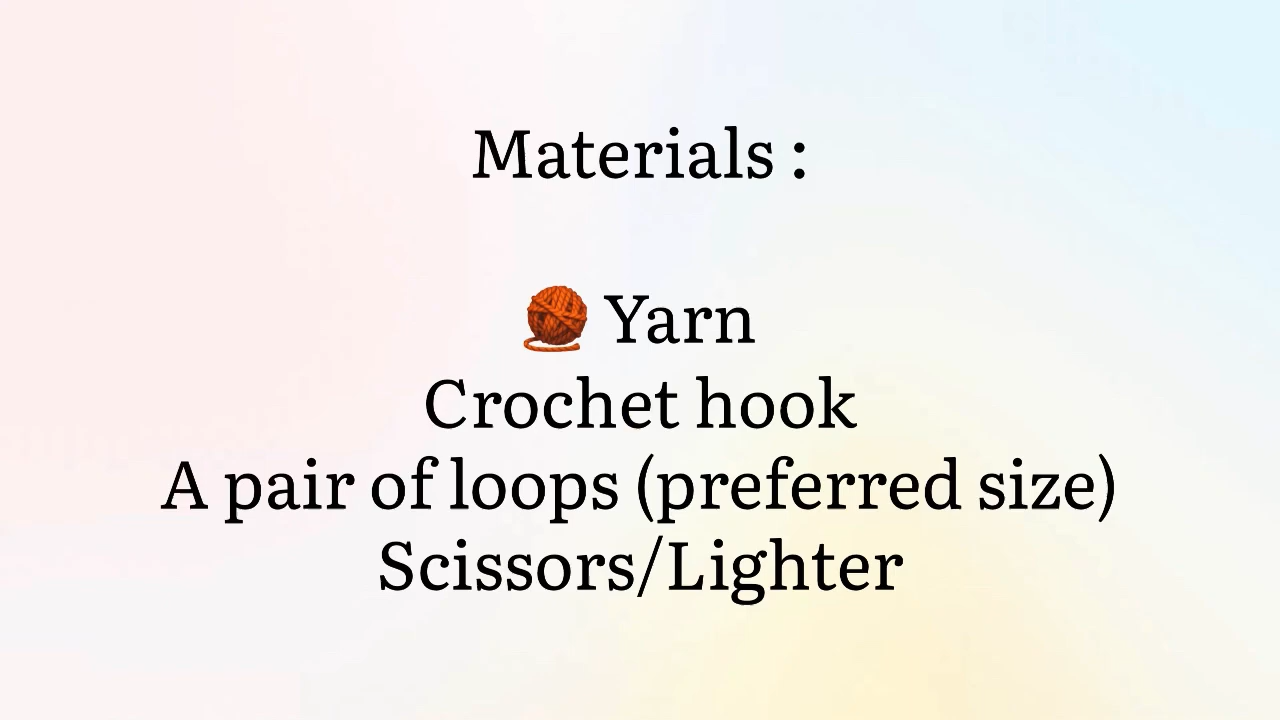 Materials :
🧶 Yarn
Crochet hook
A pair of loops (preferred size)
Scissors/Lighter